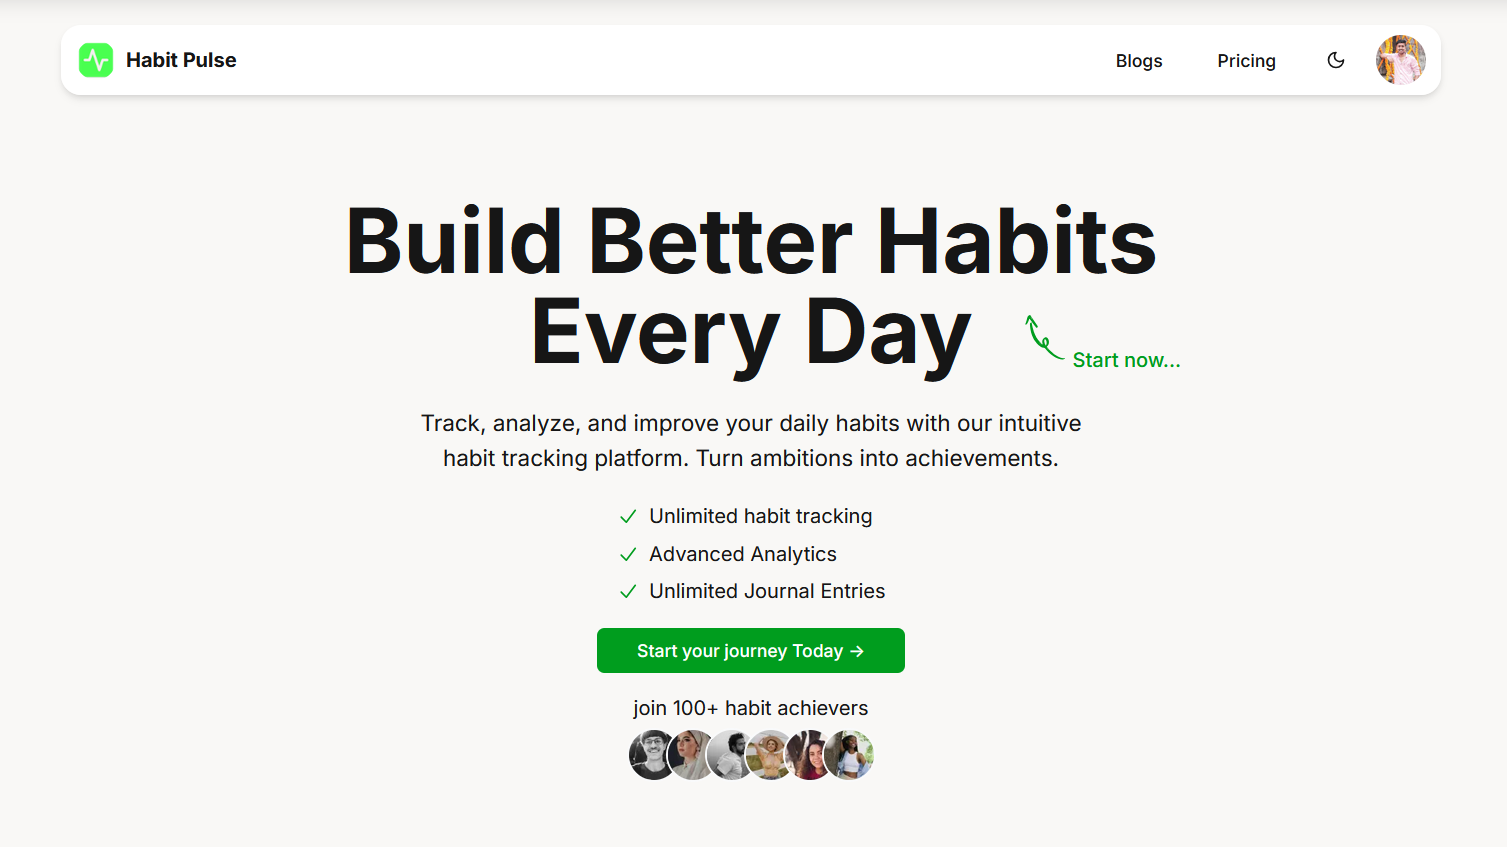 Habit Pulse
Blogs
Pricing
Build Better Habits
Every Day
Start now...
Track, analyze, and improve your daily habits with our intuitive
habit tracking platform. Turn ambitions into achievements.
Unlimited habit tracking
Advanced Analytics
Unlimited Journal Entries
Start your journey Today →
join 100+ habit achievers